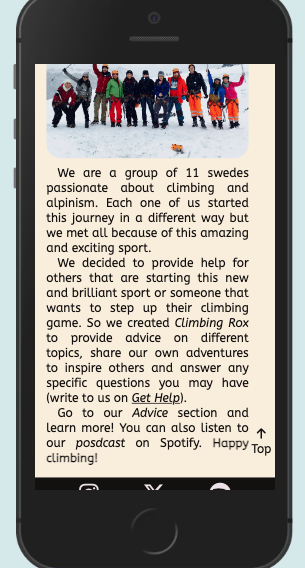 We are a group of 11 swedes
passionate about climbing and
alpinism. Each one of us started
this journey in a different way but
we met all because of this amazing
and exciting sport.
We decided to provide help for
others that are starting this new
and brilliant sport or someone that
wants to step up their climbing
game. So we created Climbing Rox
to provide advice on different
topics, share our own adventures
to inspire others and answer any
specific questions you may have
(write to us on Get Help).
Go to our Advice section and
learn more! You can also listen to
our posdcast on Spotify. Happy
climbing!
↑
Top